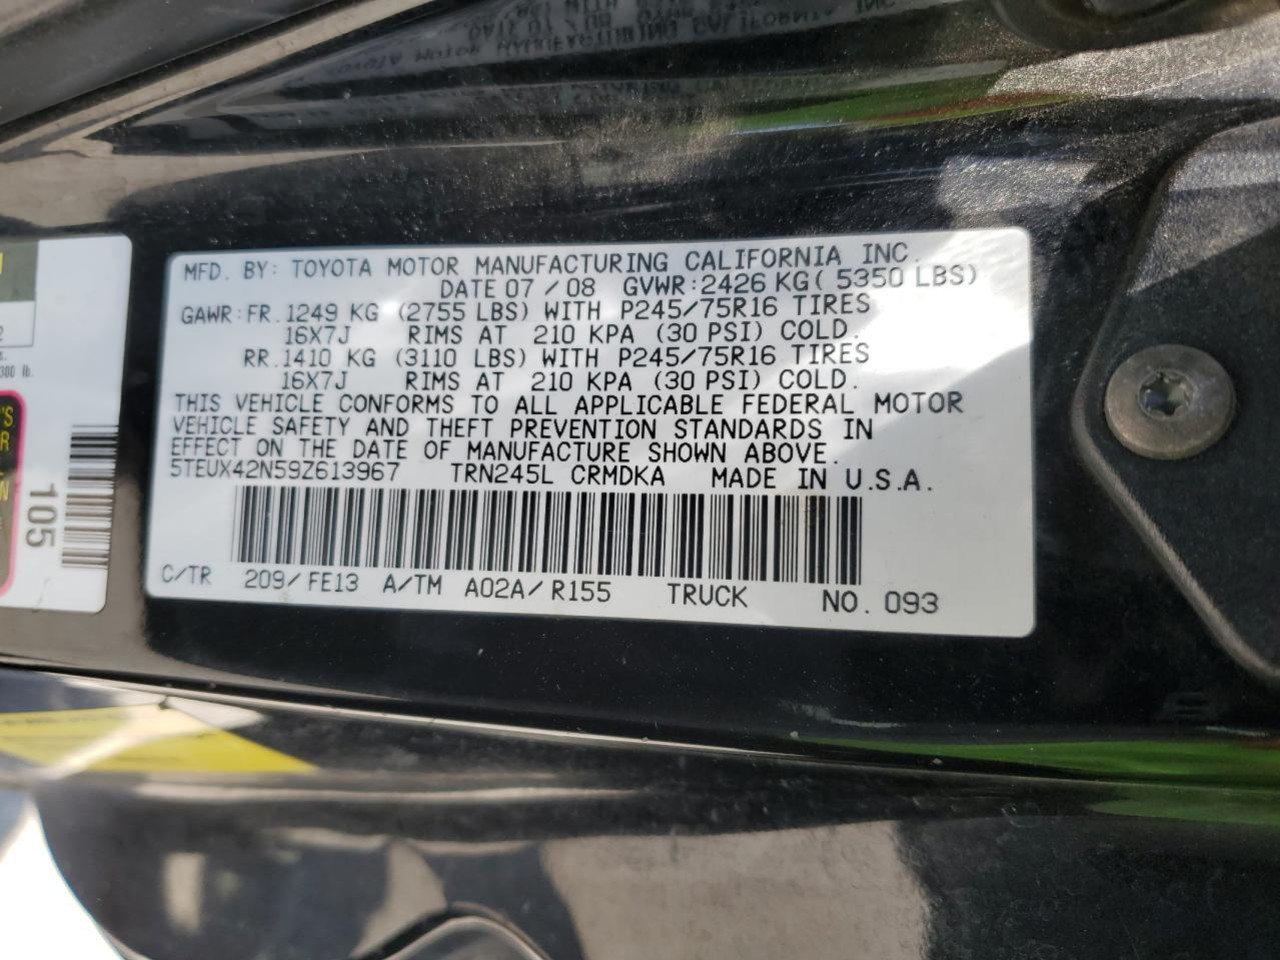 MFD. BY: TOYOTA MOTOR MANUFACTURING CALIFORNIA INC.
DATE 07/08 GVWR:2426 KG( 5350 LBS)
GAWR:FR.1249 KG (2755 LBS) WITH P245/75R16 TIRES
16X7J RIMS AT 210 KPA (30 PSI) COLD.
RR.1410 KG (3110 LBS) WITH P245/75R16 TIRES
16X7J RIMS AT 210 KPA (30 PSI) COLD.
THIS VEHICLE CONFORMS TO ALL APPLICABLE FEDERAL MOTOR
VEHICLE SAFETY AND THEFT PREVENTION STANDARDS IN
EFFECT ON THE DATE OF MANUFACTURE SHOWN ABOVE.
5TEUX42N59Z613967 TRN245L CRMDKA MADE IN U.S.A.
C/TR 209/FE13 A/TM A02A/R155 TRUCK NO. 093
105
lb.